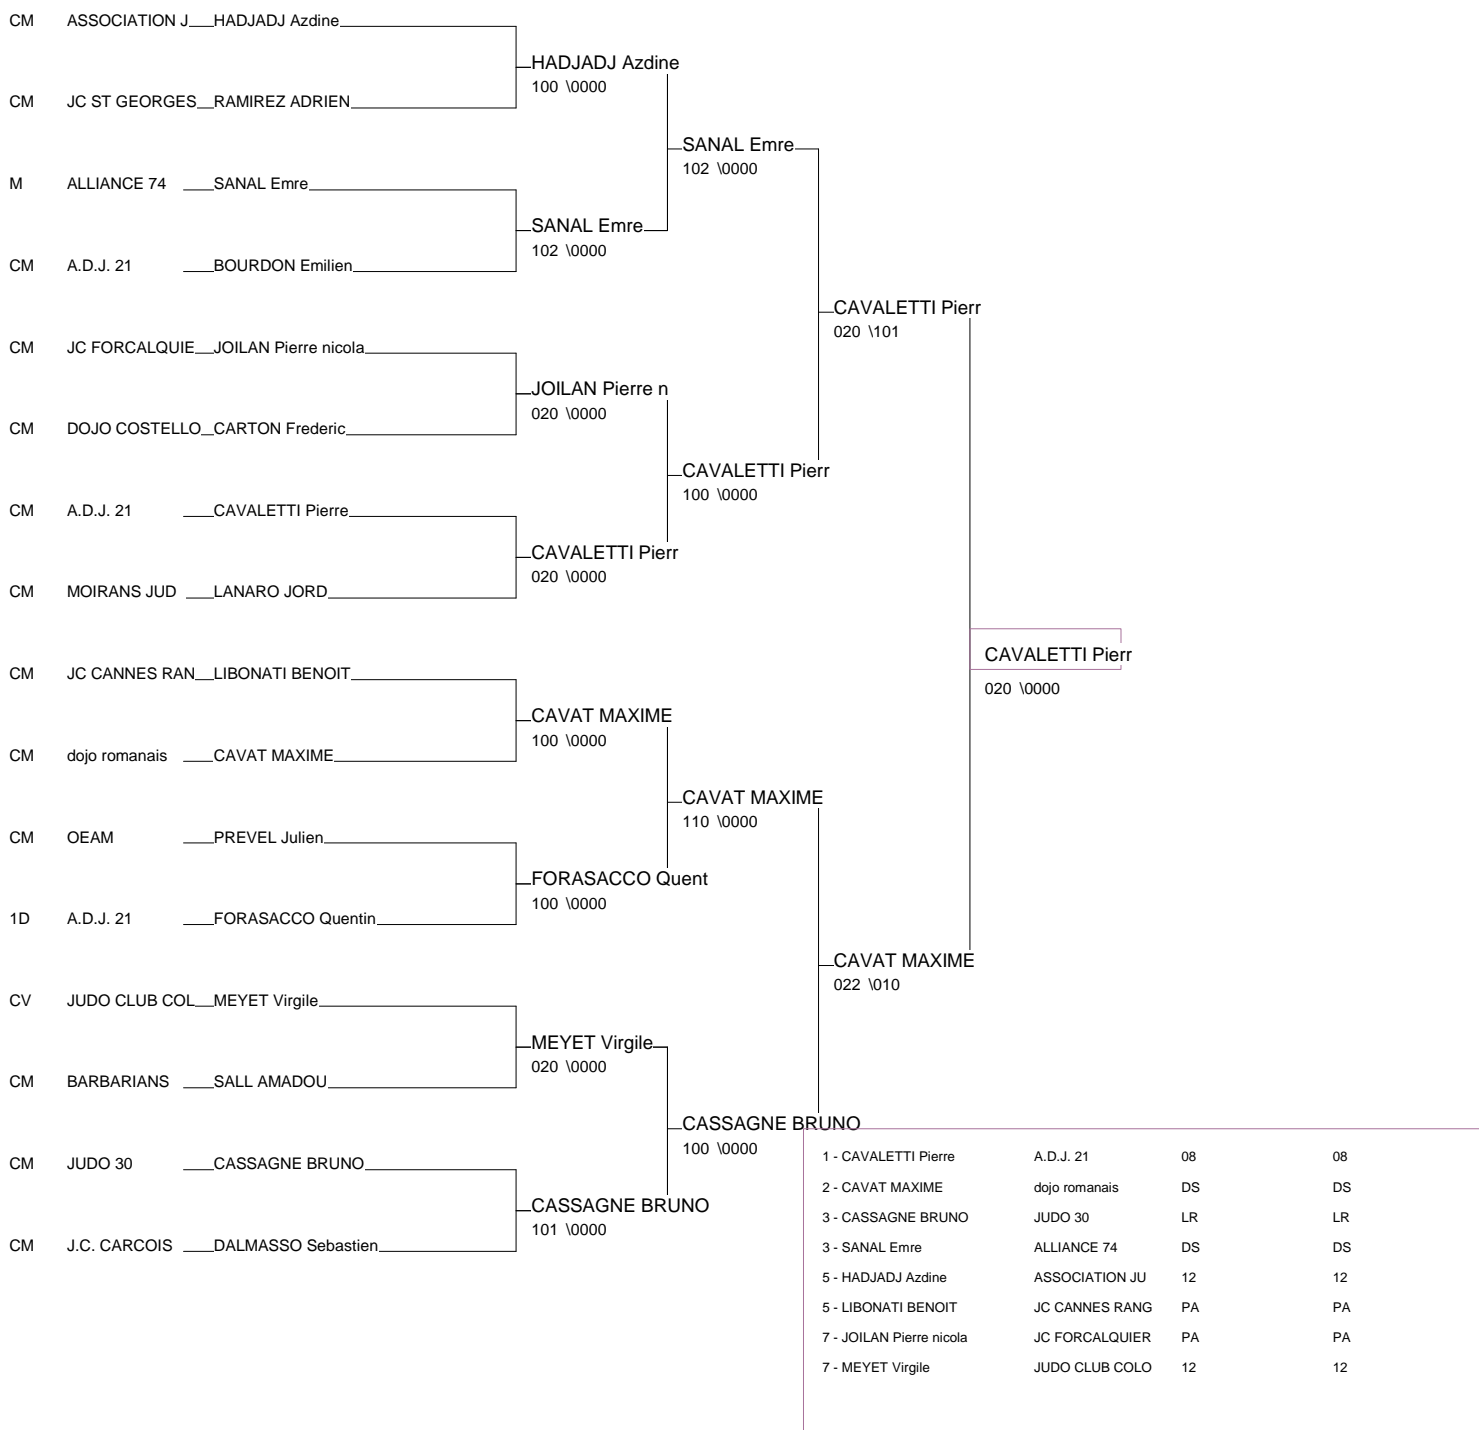 CM ASSOCIATION J HADJADJ Azdine
HADJADJ Azdine
100 \0000
CM JC ST GEORGES RAMIREZ ADRIEN
SANAL Emre
102 \0000
M ALLIANCE 74 SANAL Emre
SANAL Emre
102 \0000
CM A.D.J. 21 BOURDON Emilien
CAVALETTI Pierr
020 \101
CM JC FORCALQUIE JOILAN Pierre nicola
JOILAN Pierre n
020 \0000
CM DOJO COSTELLO CARTON Frederic
CAVALETTI Pierr
100 \0000
CM A.D.J. 21 CAVALETTI Pierre
CAVALETTI Pierr
020 \0000
CM MOIRANS JUD LANARO JORD
CAVALETTI Pierr
020 \0000
CM JC CANNES RAN LIBONATI BENOIT
CAVAT MAXIME
100 \0000
CM dojo romanais CAVAT MAXIME
CAVAT MAXIME
110 \0000
CM OEAM PREVEL Julien
FORASACCO Quent
100 \0000
1D A.D.J. 21 FORASACCO Quentin
CAVAT MAXIME
022 \010
CV JUDO CLUB COL MEYET Virgile
MEYET Virgile
020 \0000
CM BARBARIANS SALL AMADOU
CASSAGNE BRUNO
100 \0000
CM JUDO 30 CASSAGNE BRUNO
CASSAGNE BRUNO
101 \0000
CM J.C. CARCOIS DALMASSO Sebastien
1 - CAVALETTI Pierre A.D.J. 21 08 08
2 - CAVAT MAXIME dojo romanais DS DS
3 - CASSAGNE BRUNO JUDO 30 LR LR
3 - SANAL Emre ALLIANCE 74 DS DS
5 - HADJADJ Azdine ASSOCIATION JU 12 12
5 - LIBONATI BENOIT JC CANNES RANG PA PA
7 - JOILAN Pierre nicola JC FORCALQUIER PA PA
7 - MEYET Virgile JUDO CLUB COLO 12 12